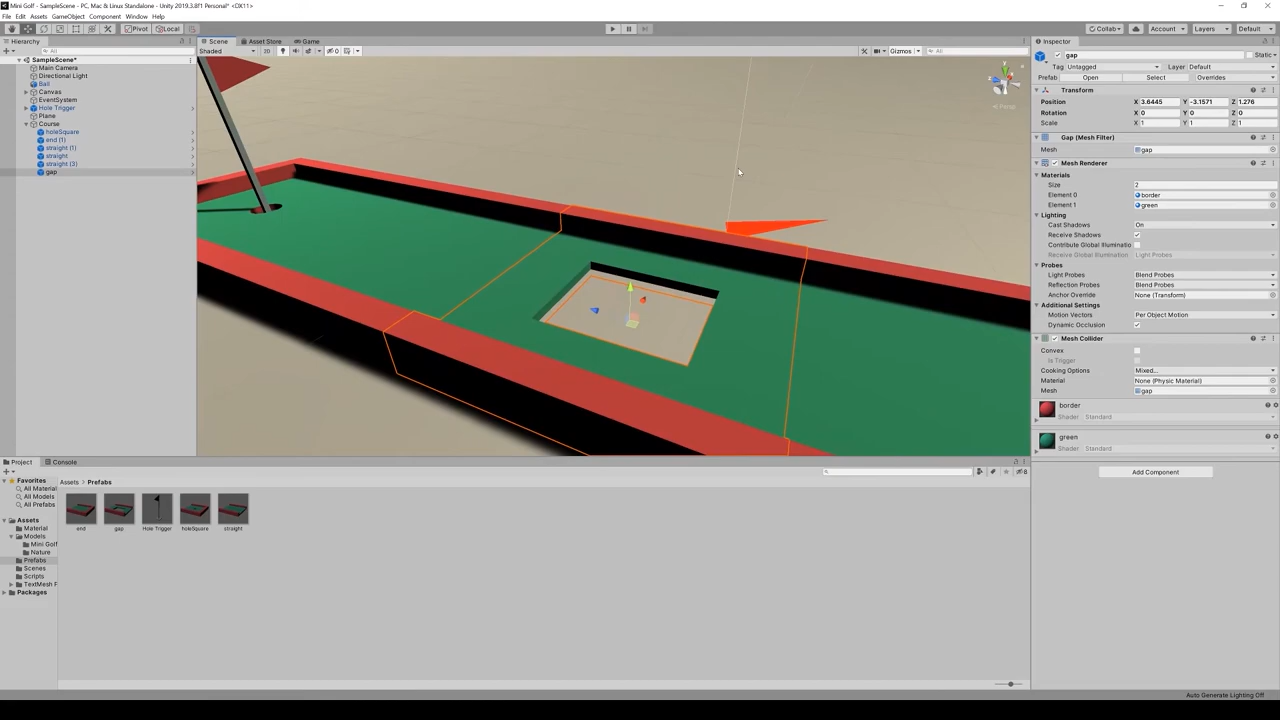 Mini Golf - SampleScene - PC, Mac & Linux Standalone - Unity 2019.3.8f1 Personal* <DX11>
File Edit Assets GameObject Component Window Help
Pivot Local Collab Account Layers Default
Hierarchy
All
SampleScene*
Main Camera
Directional Light
Ball
Canvas
EventSystem
Hole Trigger
Plane
Course
holeSquare
end (1)
straight (1)
straight
straight (3)
gap
Scene Asset Store Game
Shaded 2D 0 Gizmos All
Persp
Inspector
gap Static
Tag Untagged Layer Default
Prefab Open Select Overrides
Transform
Position X 3.6445 Y -3.1571 Z 1.276
Rotation X 0 Y 0 Z 0
Scale X 1 Y 1 Z 1
Gap (Mesh Filter)
Mesh gap
Mesh Renderer
Materials
Size 2
Element 0 border
Element 1 green
Lighting
Cast Shadows On
Receive Shadows
Contribute Global Illuminatio
Receive Global Illuminatio Light Probes
Probes
Light Probes Blend Probes
Reflection Probes Blend Probes
Anchor Override None (Transform)
Additional Settings
Motion Vectors Per Object Motion
Dynamic Occlusion
Mesh Collider
Convex
Is Trigger
Cooking Options Mixed...
Material None (Physic Material)
Mesh gap
border
Shader Standard
green
Shader Standard
Add Component
Project Console
8
Favorites
All Material
All Models
All Prefabs
Assets
Material
Models
Mini Golf
Nature
Prefabs
Scenes
Scripts
TextMesh P
Packages
Assets Prefabs
end gap Hole Trigger holeSquare straight
Auto Generate Lighting Off